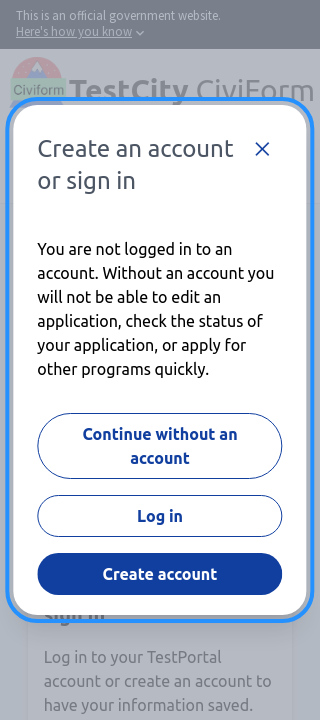 This is an official government website.
Here's how you know
Civiform
TestCity CiviForm
Create an account
or sign in
You are not logged in to an
account. Without an account you
will not be able to edit an
application, check the status of
your application, or apply for
other programs quickly.
Continue without an
account
Log in
Create account
sign in
Log in to your TestPortal
account or create an account to
have your information saved.